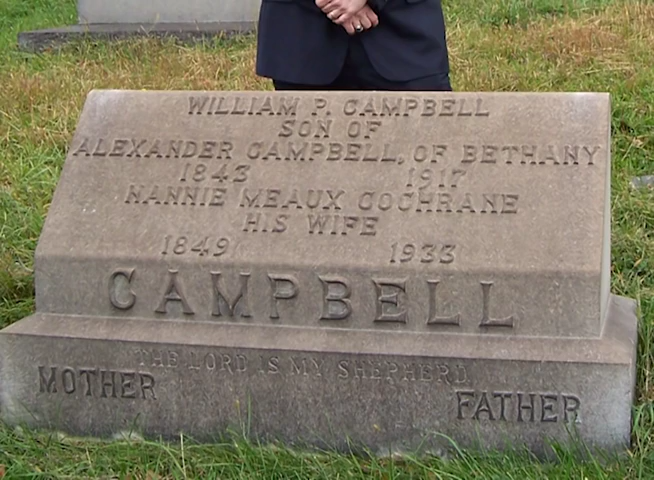 WILLIAM P. CAMPBELL
SON OF
ALEXANDER CAMPBELL, OF BETHANY
1843 1917
NANNIE MEAUX COCHRANE
HIS WIFE
1849 1933
CAMPBELL
THE LORD IS MY SHEPHERD
MOTHER FATHER